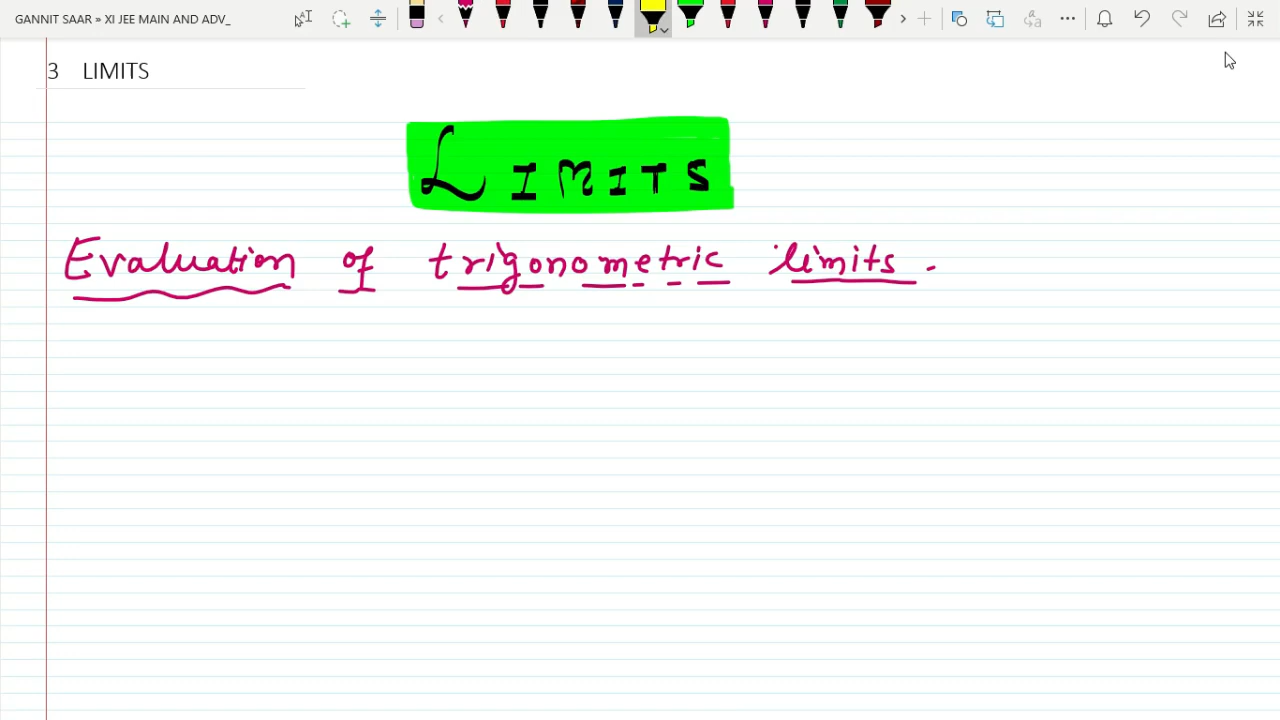 GANNIT SAAR » XI JEE MAIN AND ADV_
3 LIMITS
LIMITS
Evaluation of trigonometric limits.